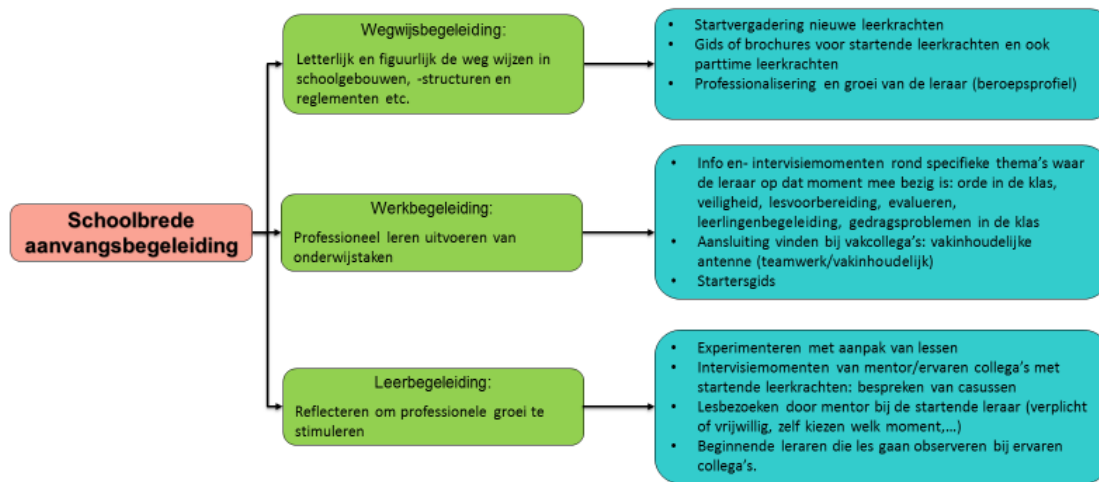 Schoolbrede
aanvangsbegeleiding
Wegwijsbegeleiding:
Letterlijk en figuurlijk de weg wijzen in
schoolgebouwen, -structuren en
reglementen etc.
• Startvergadering nieuwe leerkrachten
• Gids of brochures voor startende leerkrachten en ook
parttime leerkrachten
• Professionalisering en groei van de leraar (beroepsprofiel)
Werkbegeleiding:
Professioneel leren uitvoeren van
onderwijstaken
• Info en- intervisiemomenten rond specifieke thema's waar
de leraar op dat moment mee bezig is: orde in de klas,
veiligheid, lesvoorbereiding, evalueren,
leerlingenbegeleiding, gedragsproblemen in de klas
• Aansluiting vinden bij vakcollega's: vakinhoudelijke
antenne (teamwerk/vakinhoudelijk)
• Startersgids
Leerbegeleiding:
Reflecteren om professionele groei te
stimuleren
• Experimenteren met aanpak van lessen
• Intervisiemomenten van mentor/ervaren collega's met
startende leerkrachten: bespreken van casussen
• Lesbezoeken door mentor bij de startende leraar (verplicht
of vrijwillig, zelf kiezen welk moment,...)
• Beginnende leraren die les gaan observeren bij ervaren
collega's.